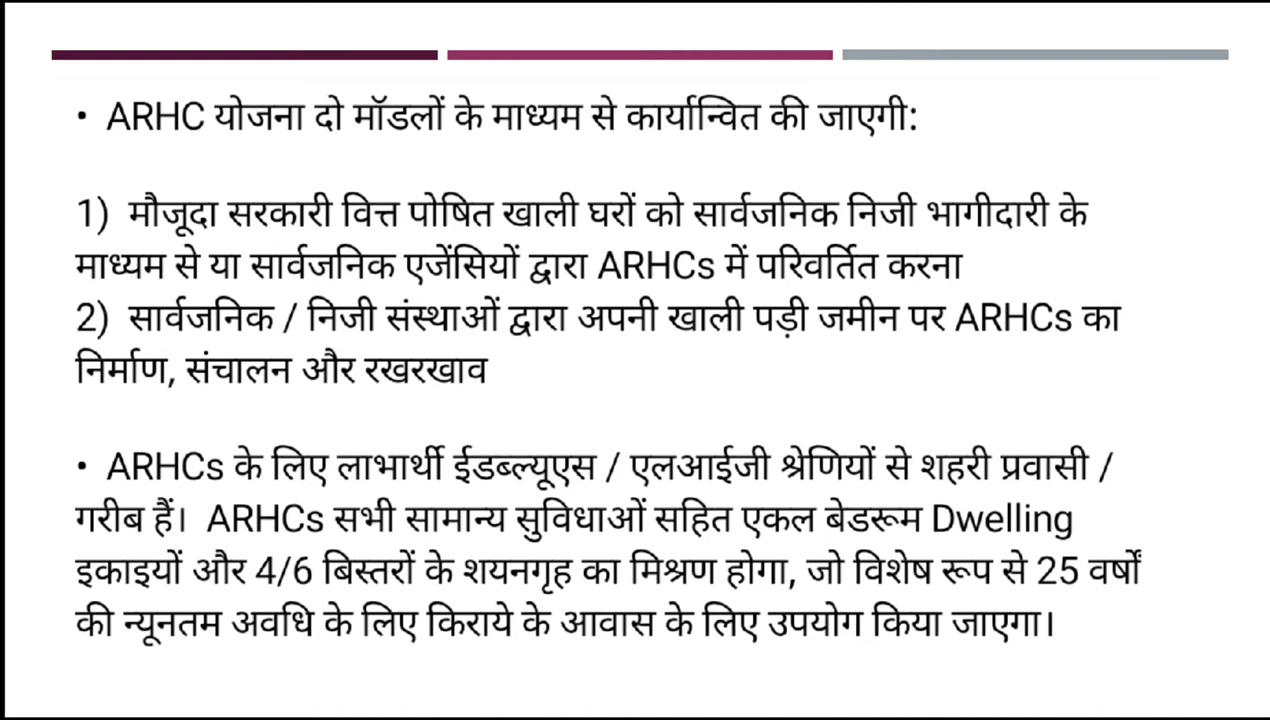 • ARHC योजना दो मॉडलों के माध्यम से कार्यान्वित की जाएगी:
1) मौजूदा सरकारी वित्त पोषित खाली घरों को सार्वजनिक निजी भागीदारी के
माध्यम से या सार्वजनिक एजेंसियों द्वारा ARHCs में परिवर्तित करना
2) सार्वजनिक / निजी संस्थाओं द्वारा अपनी खाली पड़ी जमीन पर ARHCs का
निर्माण, संचालन और रखरखाव
• ARHCs के लिए लाभार्थी ईडब्ल्यूएस / एलआईजी श्रेणियों से शहरी प्रवासी /
गरीब हैं। ARHCs सभी सामान्य सुविधाओं सहित एकल बेडरूम Dwelling
इकाइयों और 4/6 बिस्तरों के शयनगृह का मिश्रण होगा, जो विशेष रूप से 25 वर्षों
की न्यूनतम अवधि के लिए किराये के आवास के लिए उपयोग किया जाएगा।